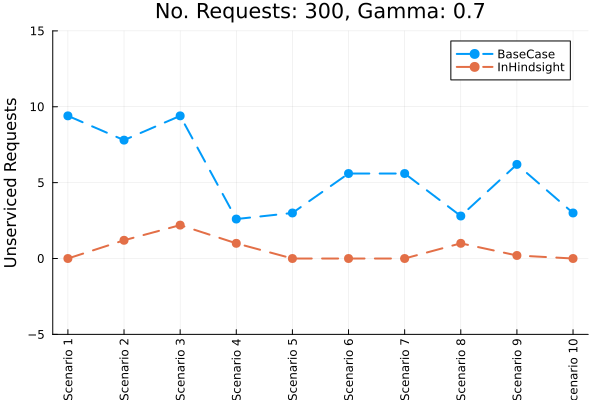 No. Requests: 300, Gamma: 0.7
Unserviced Requests
15
10
5
0
−5
BaseCase
InHindsight
Scenario 1
Scenario 2
Scenario 3
Scenario 4
Scenario 5
Scenario 6
Scenario 7
Scenario 8
Scenario 9
cenario 10